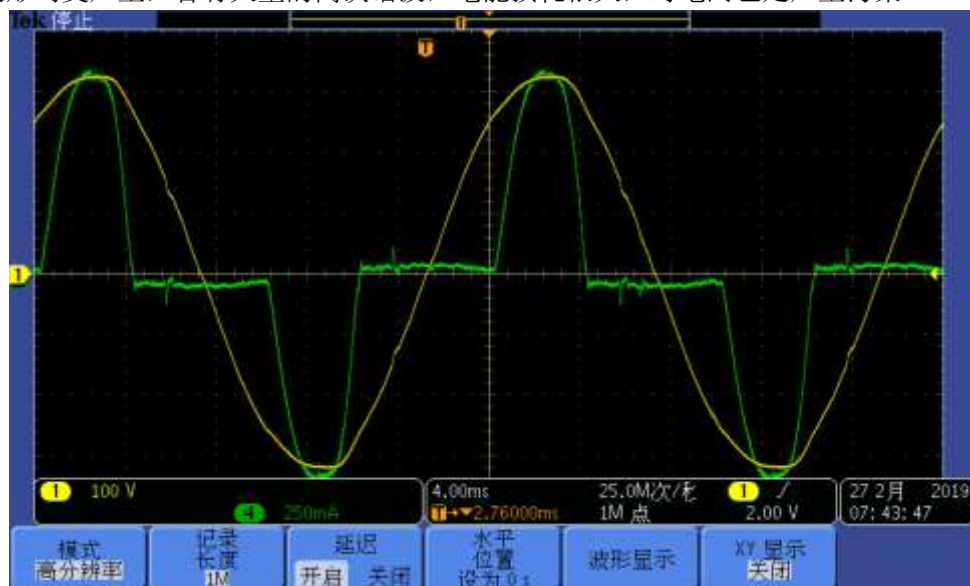 Tek 停止
T
T
1
1 100 V 4.00ms 25.0M次/秒 1 / 27 2月 2019
4 250mA T→▼2.76000ms 1M 点 2.00 V 07:43:47
模式 记录 延迟 水平 波形显示 XY 显示
高分辨率 长度 开启 关闭 位置 关闭
1M 设为 0 s